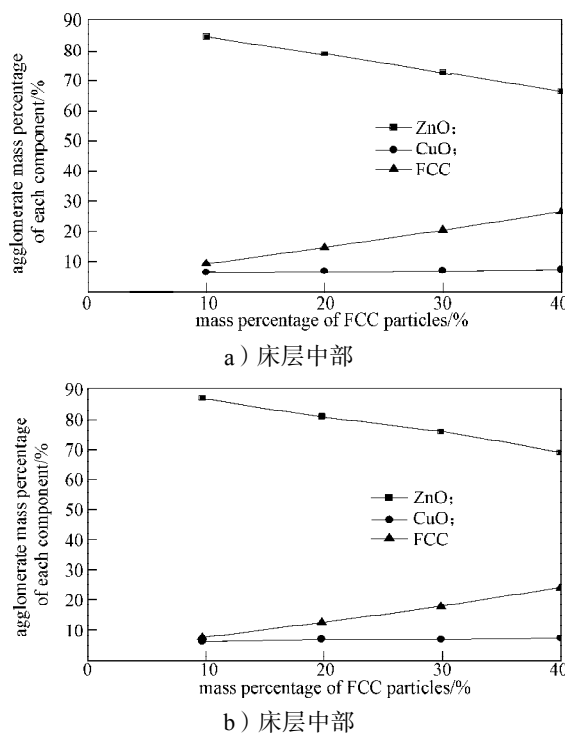 90
80
70
60
50
40
30
20
10
0 10 20 30 40
agglomerate mass percentage
of each component/%
ZnO；
CuO；
FCC
mass percentage of FCC particles/%
a）床层中部
90
80
70
60
50
40
30
20
10
0 10 20 30 40
agglomerate mass percentage
of each component/%
ZnO；
CuO；
FCC
mass percentage of FCC particles/%
b）床层中部